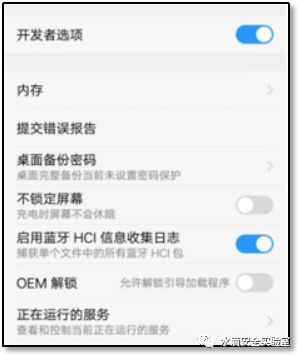 开发者选项
内存
提交错误报告
桌面备份密码
桌面完整备份当前未设置密码保护
不锁定屏幕
充电时屏幕不会休眠
启用蓝牙 HCI 信息收集日志
捕获单个文件中的所有蓝牙 HCI 包
OEM 解锁 允许解锁引导加载程序
正在运行的服务
查看和控制当前正在运行的服务
水滴安全实验室